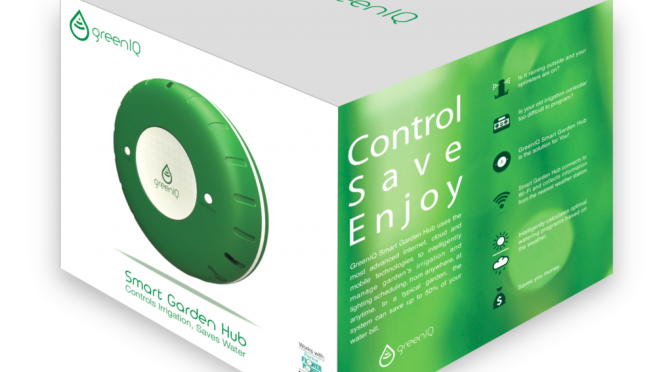 greenIQ
greenIQ
greenIQ
Smart Garden Hub
Controls Irrigation, Saves Water
Works with
Control
Save
Enjoy
GreenIQ Smart Garden Hub uses the
most advanced internet, cloud and
mobile technologies to intelligently
manage garden's irrigation and
lighting scheduling, from anywhere, at
anytime. In a typical garden, the
system can save up to 50% of your
water bill.
greenIQ
Is it raining outside and your
sprinklers are on?
Is your old irrigation controller
too difficult to program?
GreenIQ Smart Garden Hub
is the solution for You!
Smart Garden Hub connects to
Wi-Fi and collects information
from the nearest weather station.
Intelligently calculates optimal
watering programs based on
the weather.
Saves you money.
$